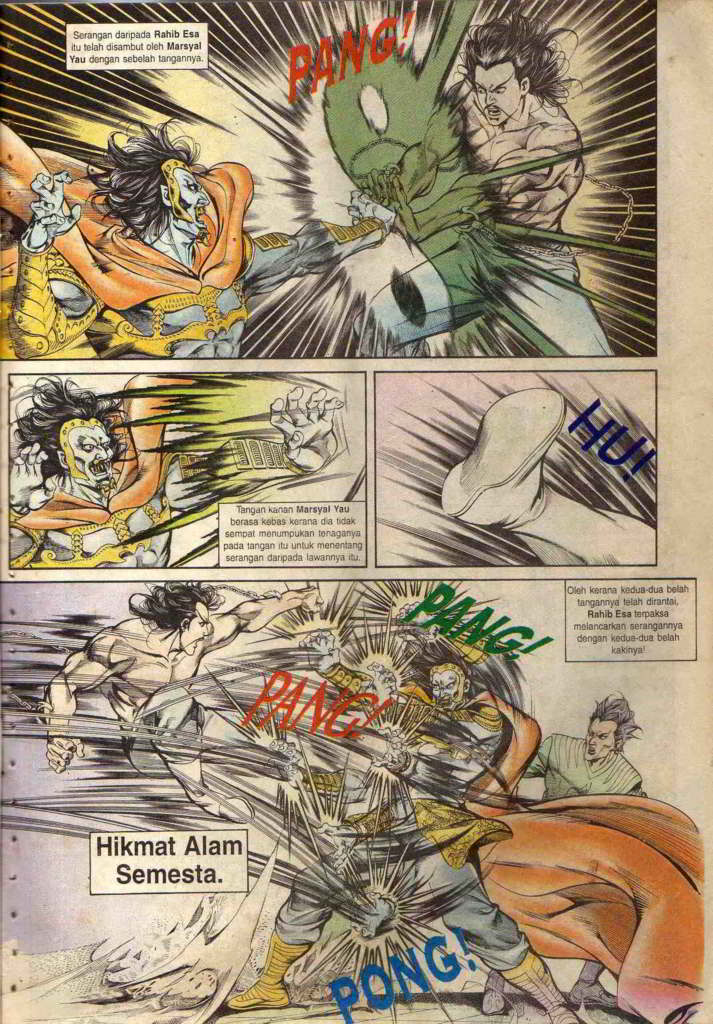 Serangan daripada Rahib Esa
itu telah disambut oleh Marsyal
Yau dengan sebelah tangannya.
PANG!
Tangan kanan Marsyal Yau
berasa kebas kerana dia tidak
sempat menumpukan tenaganya
pada tangan itu untuk menentang
serangan daripada lawannya itu.
HU!
Oleh kerana kedua-dua belah
tangannya telah dirantai,
Rahib Esa terpaksa
melancarkan serangannya
dengan kedua-dua belah
kakinya!
PANG!
PANG!
Hikmat Alam
Semesta.
PONG!